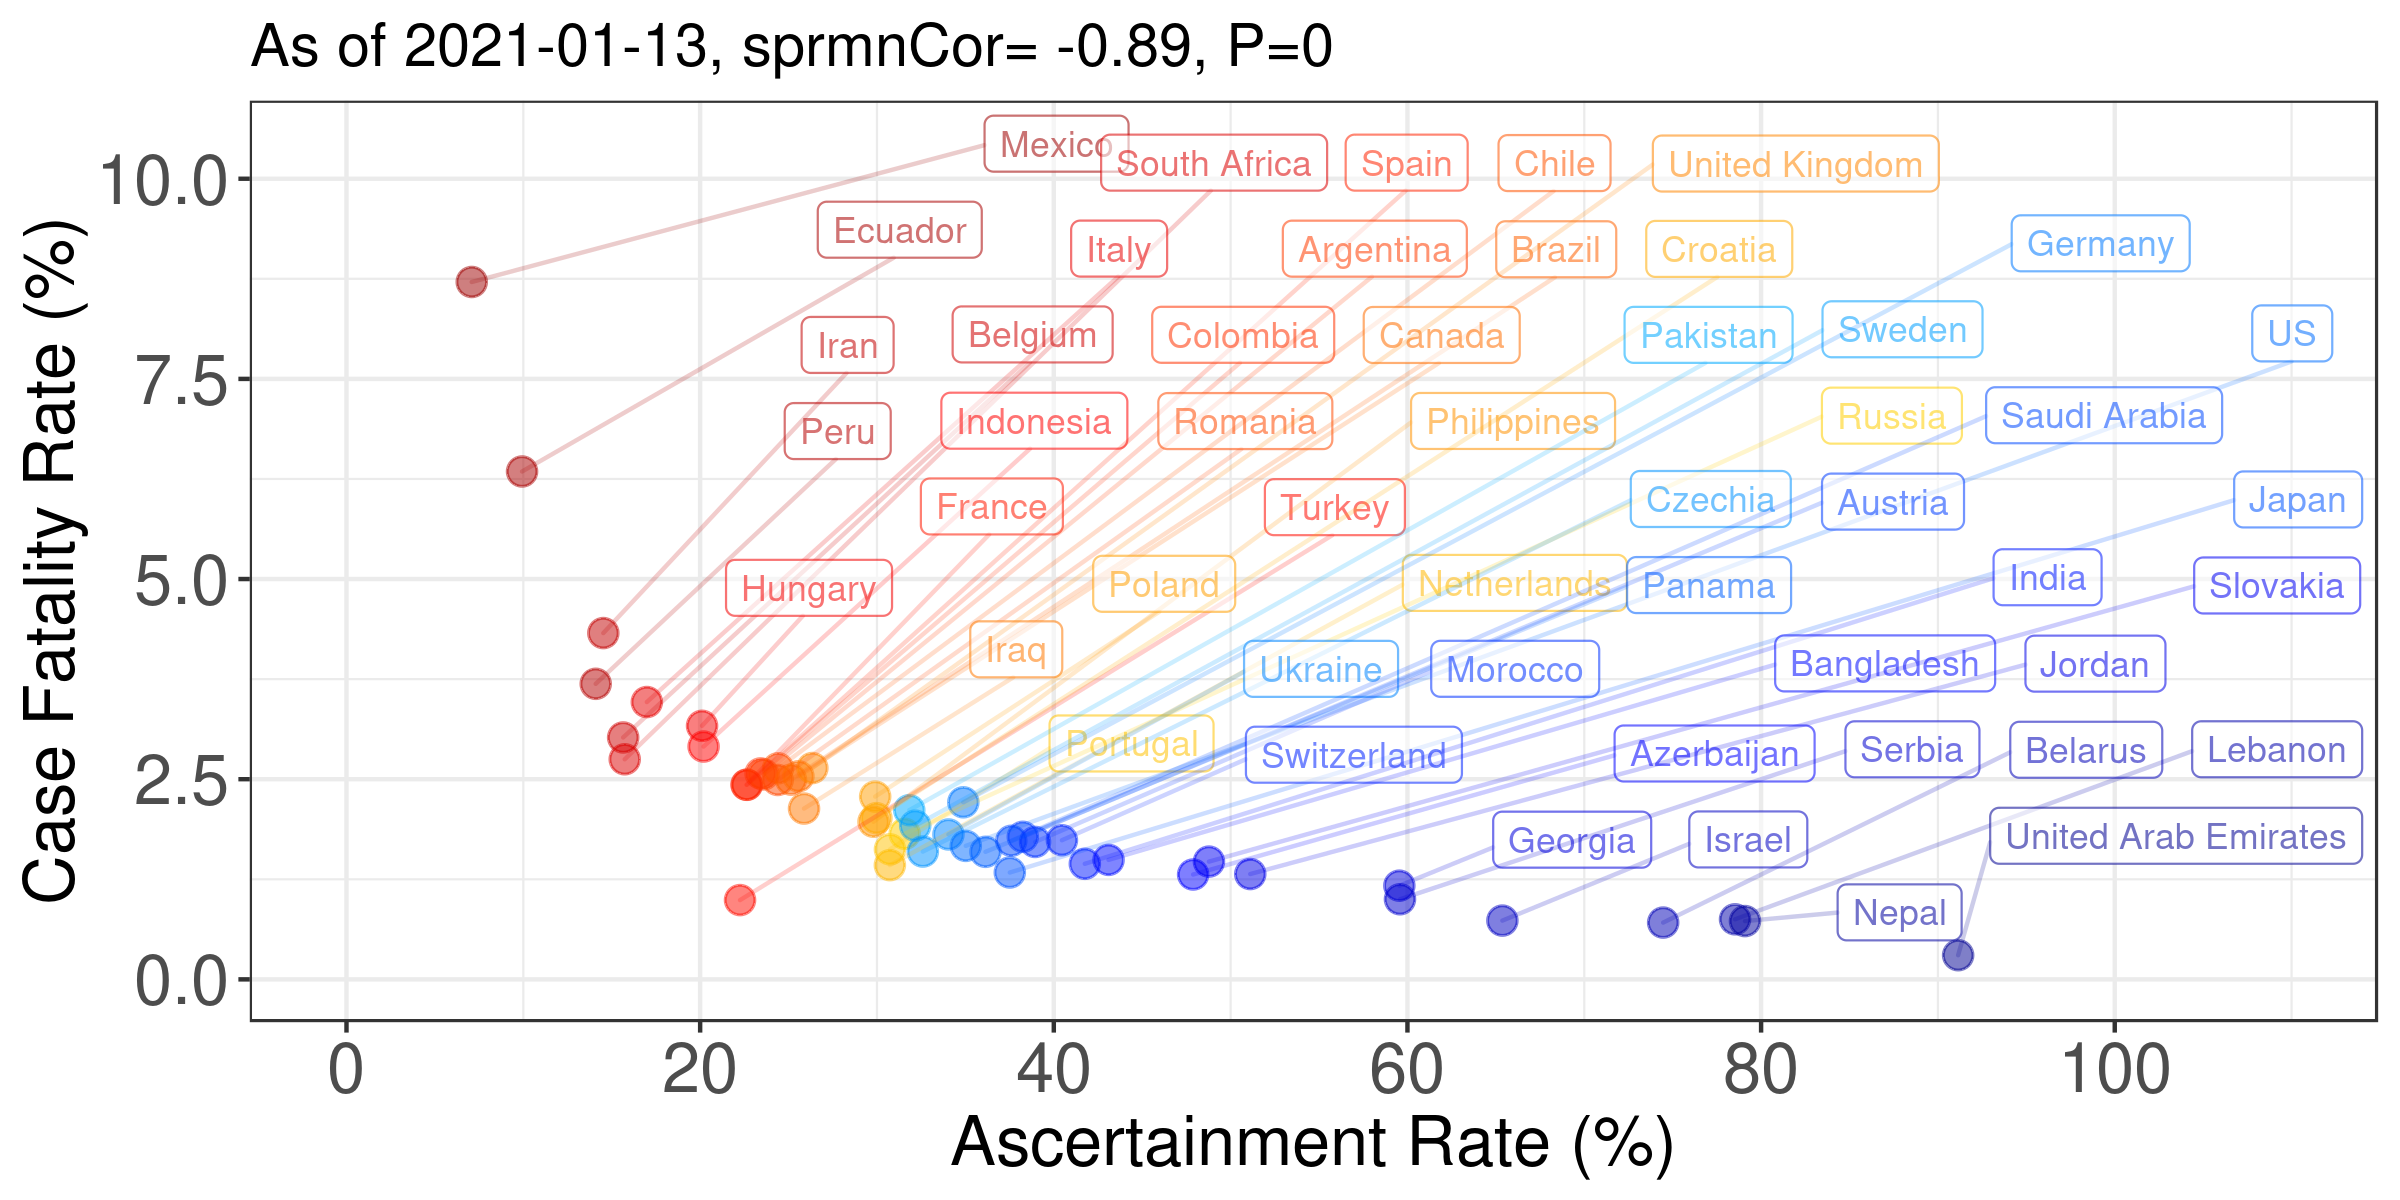 As of 2021-01-13, sprmnCor= -0.89, P=0
Case Fatality Rate (%)
10.0
7.5
5.0
2.5
0.0
Mexico
South Africa
Spain
Chile
United Kingdom
Ecuador
Italy
Argentina
Brazil
Croatia
Germany
Iran
Belgium
Colombia
Canada
Pakistan
Sweden
US
Peru
Indonesia
Romania
Philippines
Russia
Saudi Arabia
France
Turkey
Czechia
Austria
Japan
Hungary
Poland
Netherlands
Panama
India
Slovakia
Iraq
Ukraine
Morocco
Bangladesh
Jordan
Portugal
Switzerland
Azerbaijan
Serbia
Belarus
Lebanon
Georgia
Israel
United Arab Emirates
Nepal
0 20 40 60 80 100
Ascertainment Rate (%)